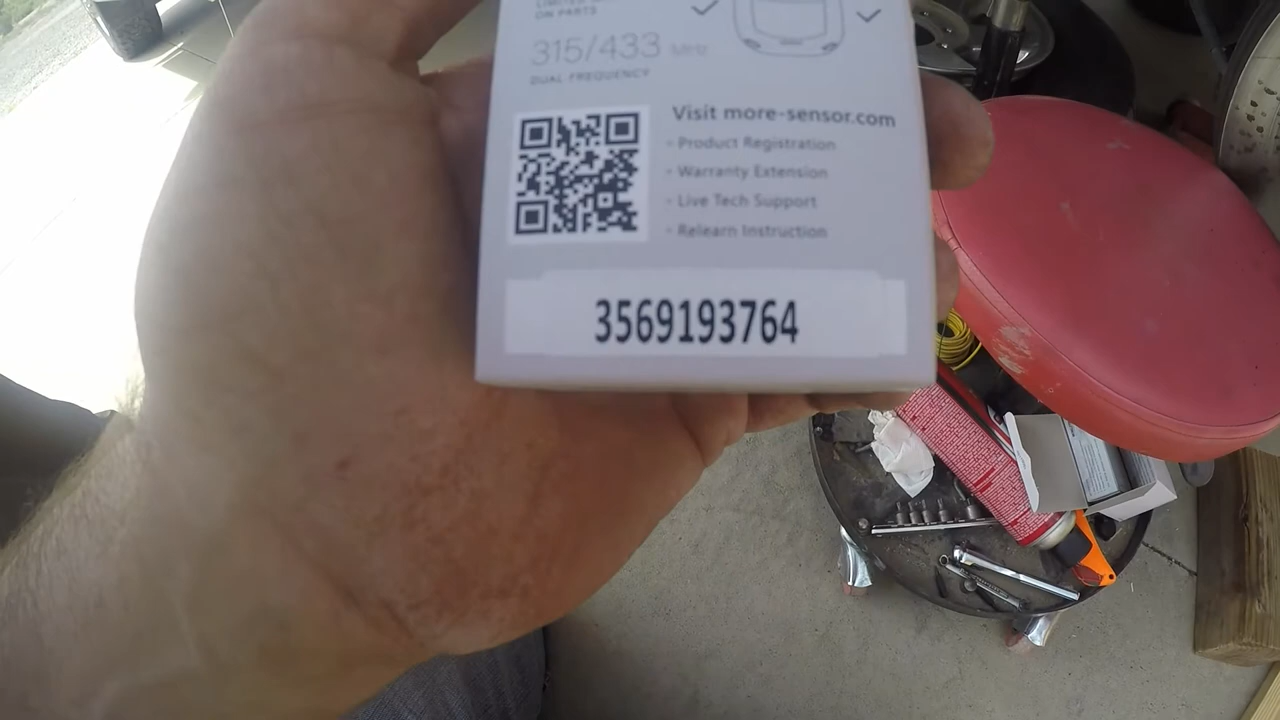 ON PARTS
315/433 MHz
DUAL FREQUENCY
Visit more-sensor.com
- Product Registration
- Warranty Extension
- Live Tech Support
- Relearn Instruction
3569193764